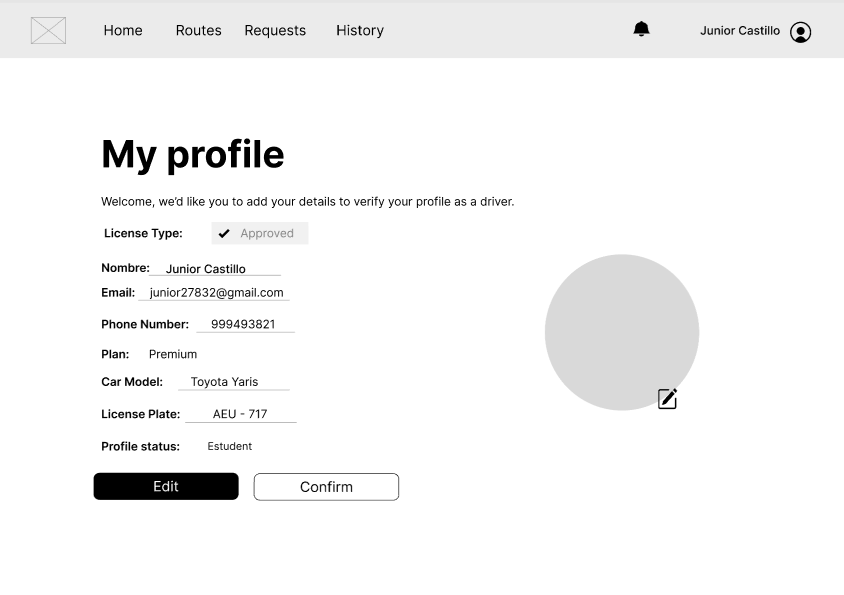 Home Routes Requests History Junior Castillo
My profile
Welcome, we'd like you to add your details to verify your profile as a driver.
License Type: Approved
Nombre: Junior Castillo
Email: junior27832@gmail.com
Phone Number: 999493821
Plan: Premium
Car Model: Toyota Yaris
License Plate: AEU - 717
Profile status: Estudent
Edit Confirm